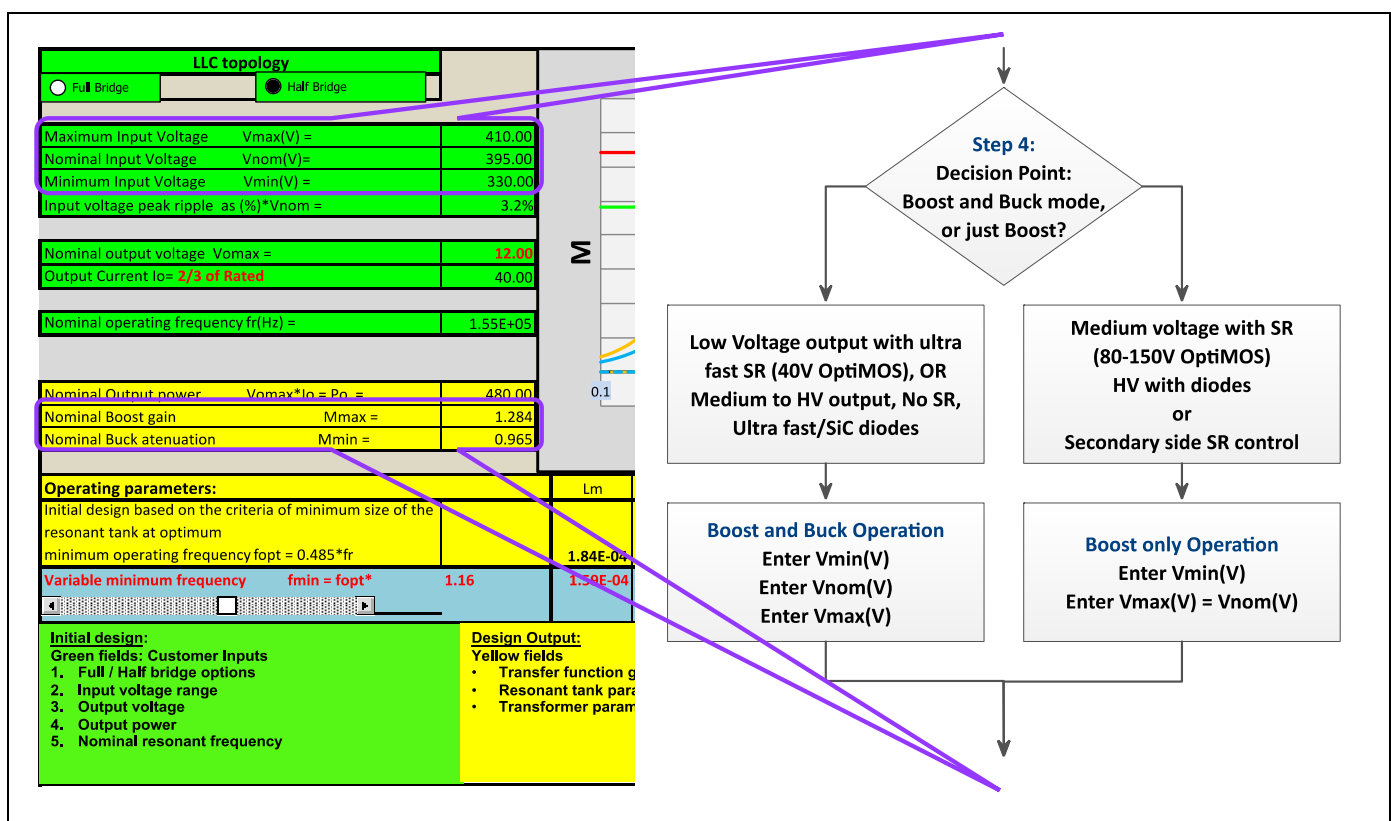 LLC topology
Full Bridge
Half Bridge
Maximum Input Voltage Vmax(V) = 410.00
Nominal Input Voltage Vnom(V)= 395.00
Minimum Input Voltage Vmin(V) = 330.00
Input voltage peak ripple as (%)*Vnom = 3.2%
Nominal output voltage Vomax = 12.00
Output Current Io= 2/3 of Rated 40.00
Nominal operating frequency fr(Hz) = 1.55E+05
Nominal Output power Vomax*Io = Po = 480.00
Nominal Boost gain Mmax = 1.284
Nominal Buck atenuation Mmin = 0.965
M
0.1
Operating parameters: Lm
Initial design based on the criteria of minimum size of the
resonant tank at optimum
minimum operating frequency fopt = 0.485*fr 1.84E-04
Variable minimum frequency fmin = fopt* 1.16 1.59E-04
Initial design:
Green fields: Customer Inputs
1. Full / Half bridge options
2. Input voltage range
3. Output voltage
4. Output power
5. Nominal resonant frequency
Design Output:
Yellow fields
• Transfer function g
• Resonant tank para
• Transformer param
Step 4:
Decision Point:
Boost and Buck mode,
or just Boost?
Low Voltage output with ultra
fast SR (40V OptiMOS), OR
Medium to HV output, No SR,
Ultra fast/SiC diodes
Medium voltage with SR
(80-150V OptiMOS)
HV with diodes
or
Secondary side SR control
Boost and Buck Operation
Enter Vmin(V)
Enter Vnom(V)
Enter Vmax(V)
Boost only Operation
Enter Vmin(V)
Enter Vmax(V) = Vnom(V)